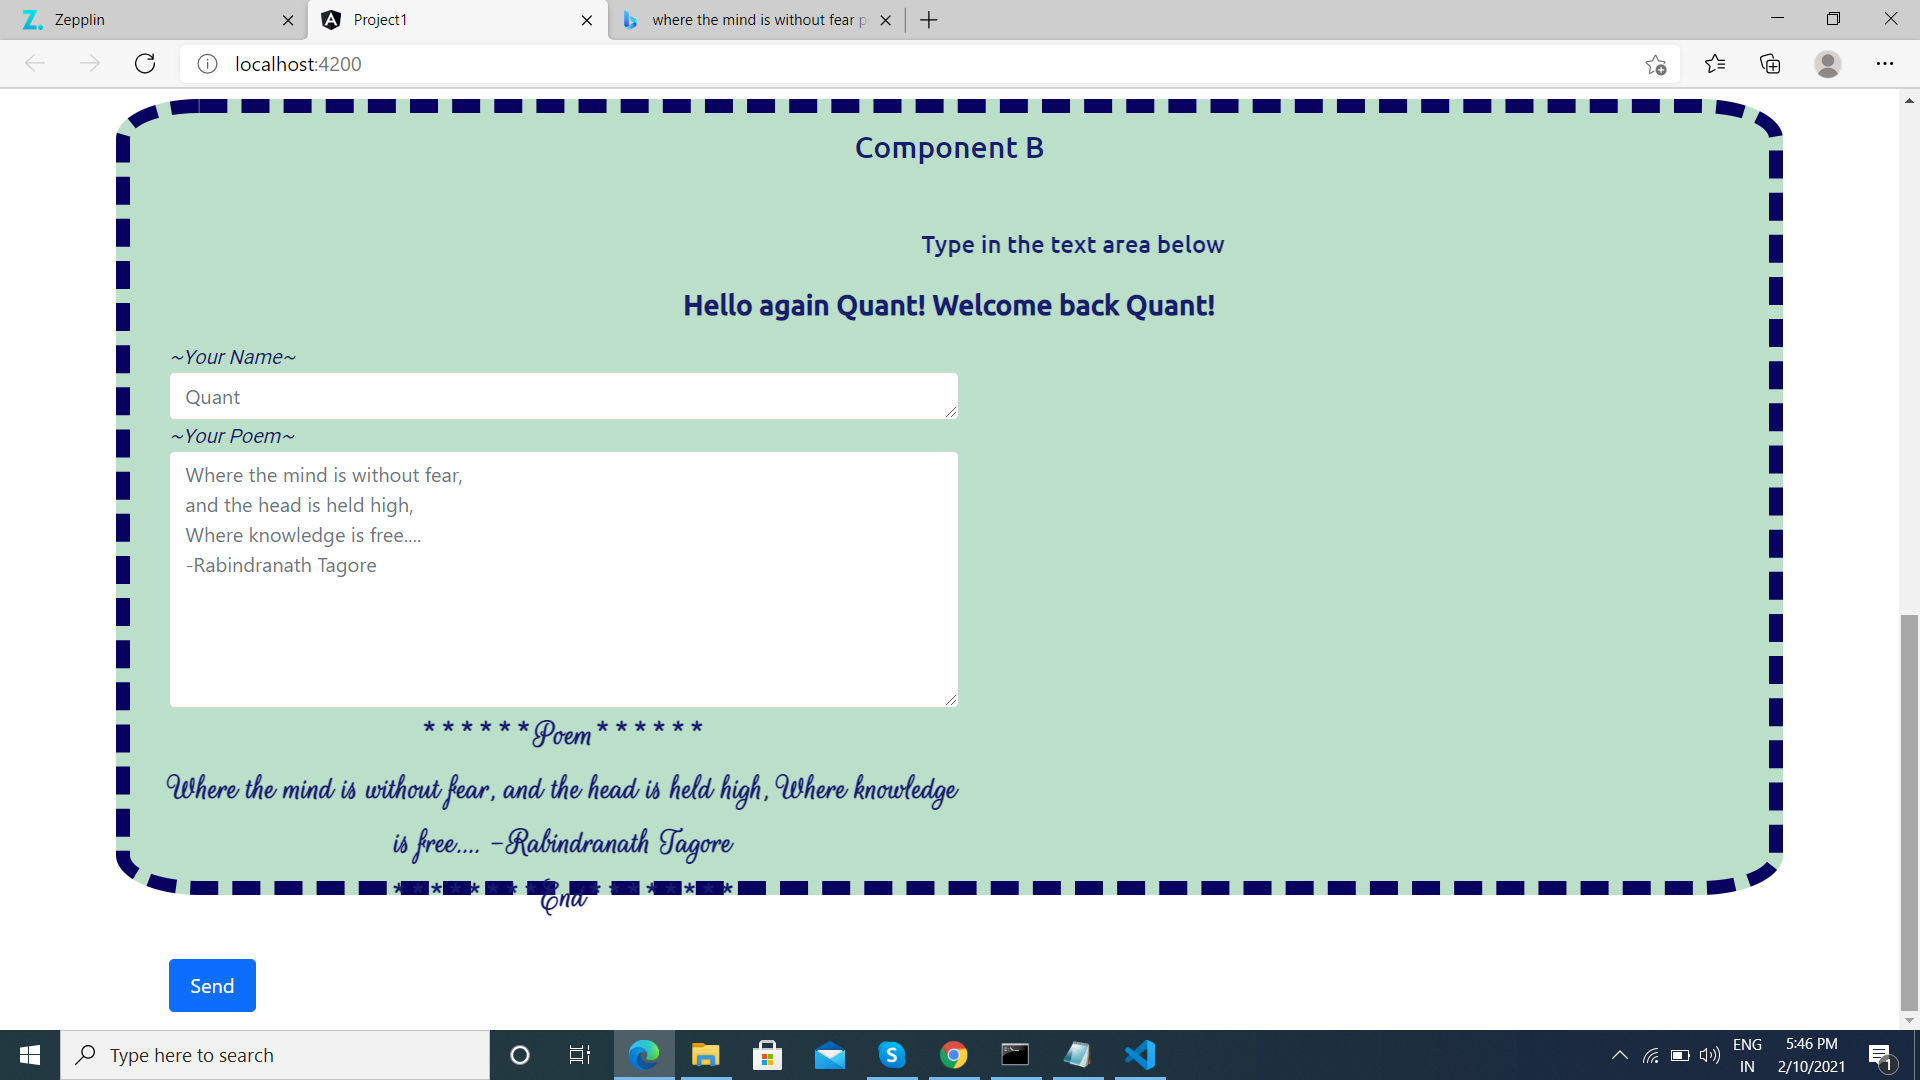 Zepplin
Project1
where the mind is without fear p
localhost:4200
Component B
Type in the text area below
Hello again Quant! Welcome back Quant!
~Your Name~
Quant
~Your Poem~
Where the mind is without fear,
and the head is held high,
Where knowledge is free....
-Rabindranath Tagore
******Poem******
Where the mind is without fear, and the head is held high, Where knowledge
is free.... -Rabindranath Tagore
********End********
Send
Type here to search
ENG
IN
5:46 PM
2/10/2021
1